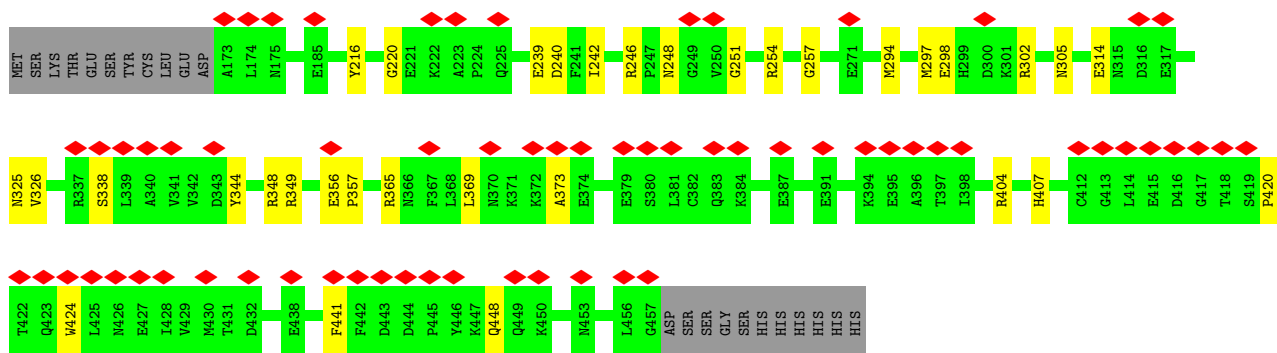 MET SER LYS THR GLU SER TYR CYS LEU GLU ASP A173 L174 N175 E185 Y216 G220 E221 K222 A223 P224 Q225 E239 D240 F241 I242 R246 P247 N248 G249 V250 G251 R254 G257 E271 M294 M297 E298 H299 D300 K301 R302 N305 E314 N315 D316 E317
N325 V326 R337 S338 L339 A340 V341 V342 D343 Y344 R348 R349 E356 P357 R365 N366 F367 L368 L369 N370 K371 K372 A373 E374 E379 S380 L381 C382 Q383 K384 E387 E391 K394 E395 A396 T397 I398 R404 H407 C412 G413 L414 E415 D416 G417 T418 S419 P420
T422 Q423 W424 L425 N426 E427 I428 V429 M430 T431 D432 E438 F441 F442 D443 D444 P445 Y446 K447 Q448 Q449 K450 N453 L456 G457 ASP SER SER GLY SER HIS HIS HIS HIS HIS HIS